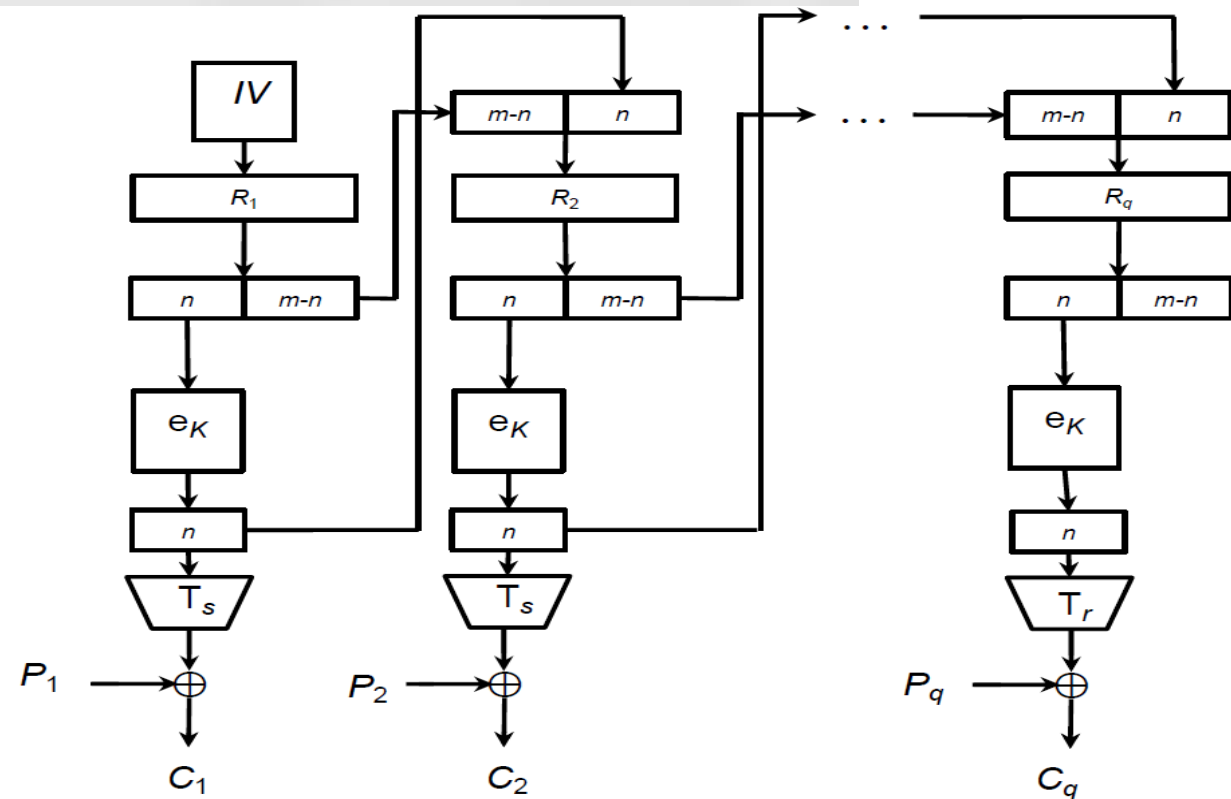 . . .
IV
m-n n
. . .
m-n n
R1
R2
Rq
n m-n
n m-n
n m-n
eK
eK
eK
n
n
n
Ts
Ts
Tr
P1
P2
Pq
C1
C2
Cq